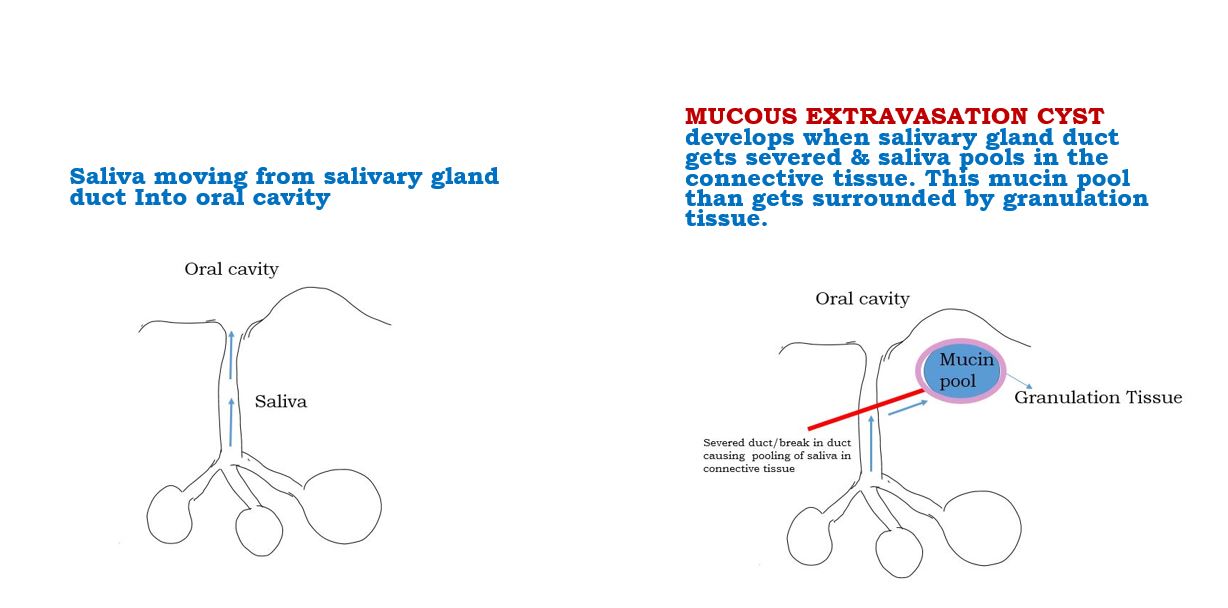 Saliva moving from salivary gland
duct Into oral cavity
Oral cavity
Saliva
MUCOUS EXTRAVASATION CYST
develops when salivary gland duct
gets severed & saliva pools in the
connective tissue. This mucin pool
than gets surrounded by granulation
tissue.
Oral cavity
Mucin
pool
Granulation Tissue
Severed duct/break in duct
causing pooling of saliva in
connective tissue